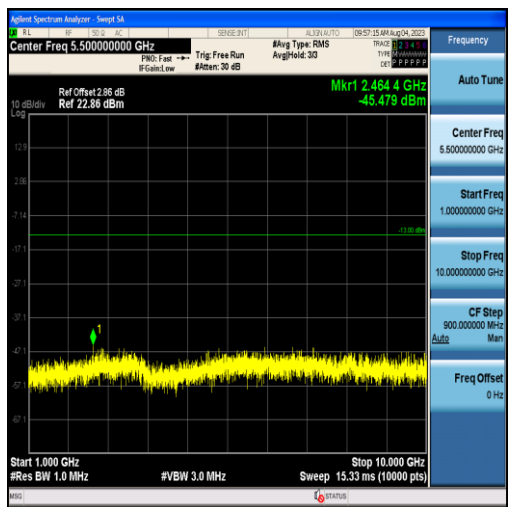 Agilent Spectrum Analyzer - Swept SA
RL RF 50 Ω AC SENSE:INT ALIGN AUTO 09:57:15 AM Aug 04, 2023
Center Freq 5.500000000 GHz
PNO: Fast
IFGain:Low
Trig: Free Run
#Atten: 30 dB
#Avg Type: RMS
Avg|Hold: 3/3
TRACE 1 2 3 4 5 6
TYPE M
DET P P P P P P
Ref Offset 2.86 dB
10 dB/div Ref 22.86 dBm
Log
Mkr1 2.464 4 GHz
-45.479 dBm
12.9
2.86
-7.14
-13.00 dBm
-17.1
-27.1
-37.1
1
-47.1
-57.1
-67.1
Start 1.000 GHz Stop 10.000 GHz
#Res BW 1.0 MHz #VBW 3.0 MHz Sweep 15.33 ms (10000 pts)
MSG STATUS
Frequency
Auto Tune
Center Freq
5.500000000 GHz
Start Freq
1.000000000 GHz
Stop Freq
10.000000000 GHz
CF Step
900.000000 MHz
Auto Man
Freq Offset
0 Hz